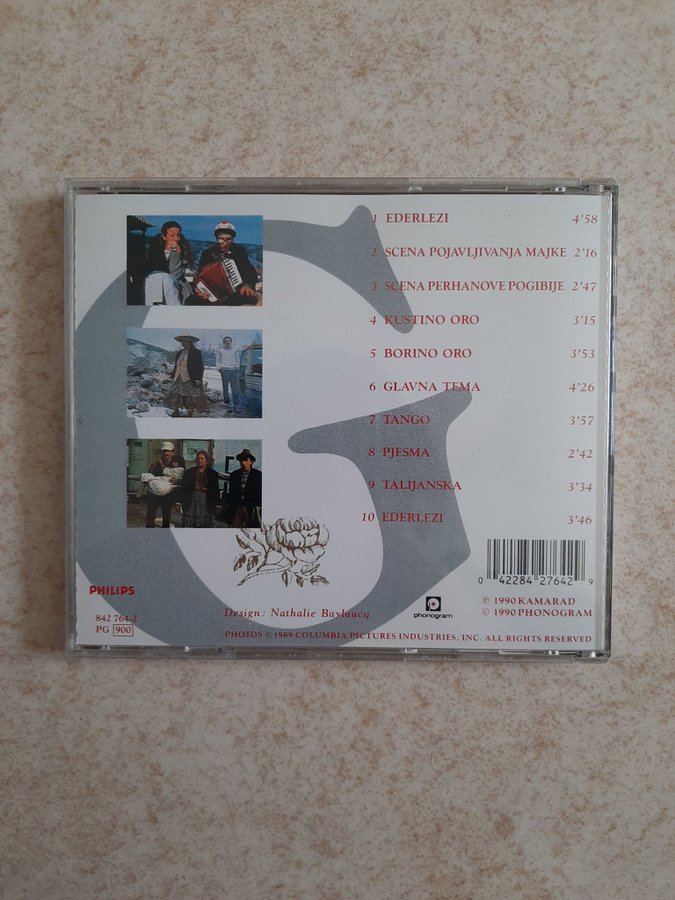 1 EDERLEZI 4'58
2 SCENA POJAVLJIVANJA MAJKE 2'16
3 SCENA PERHANOVE POGIBIJE 2'47
4 KUSTINO ORO 3'15
5 BORINO ORO 3'53
6 GLAVNA TEMA 4'26
7 TANGO 3'57
8 PJESMA 2'42
9 TALIJANSKA 3'34
10 EDERLEZI 3'46
G
0 42284 27642 9
PHILIPS
842 764-2
PG 900
Design: Nathalie Baylaucq
phonogram
℗ 1990 KAMARAD
© 1990 PHONOGRAM
PHOTOS © 1989 COLUMBIA PICTURES INDUSTRIES, INC. ALL RIGHTS RESERVED